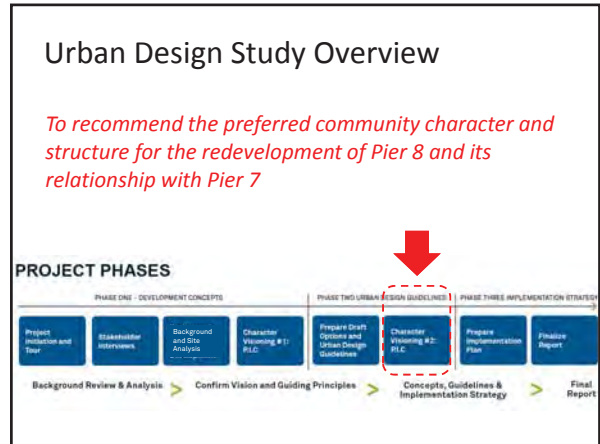 Urban Design Study Overview
To recommend the preferred community character and
structure for the redevelopment of Pier 8 and its
relationship with Pier 7
PROJECT PHASES
PHASE ONE - DEVELOPMENT CONCEPTS
PHASE TWO URBAN DESIGN GUIDELINES
PHASE THREE IMPLEMENTATION STRATEGY
Project
Initiation and
Tour
Stakeholder
Interviews
Background
and Site
Analysis
Character
Visioning #1:
P.I.C
Prepare Draft
Options and
Urban Design
Guidelines
Character
Visioning #2:
P.I.C
Prepare
Implementation
Plan
Finalize
Report
Background Review & Analysis >
Confirm Vision and Guiding Principles >
Concepts, Guidelines &
Implementation Strategy >
Final
Report